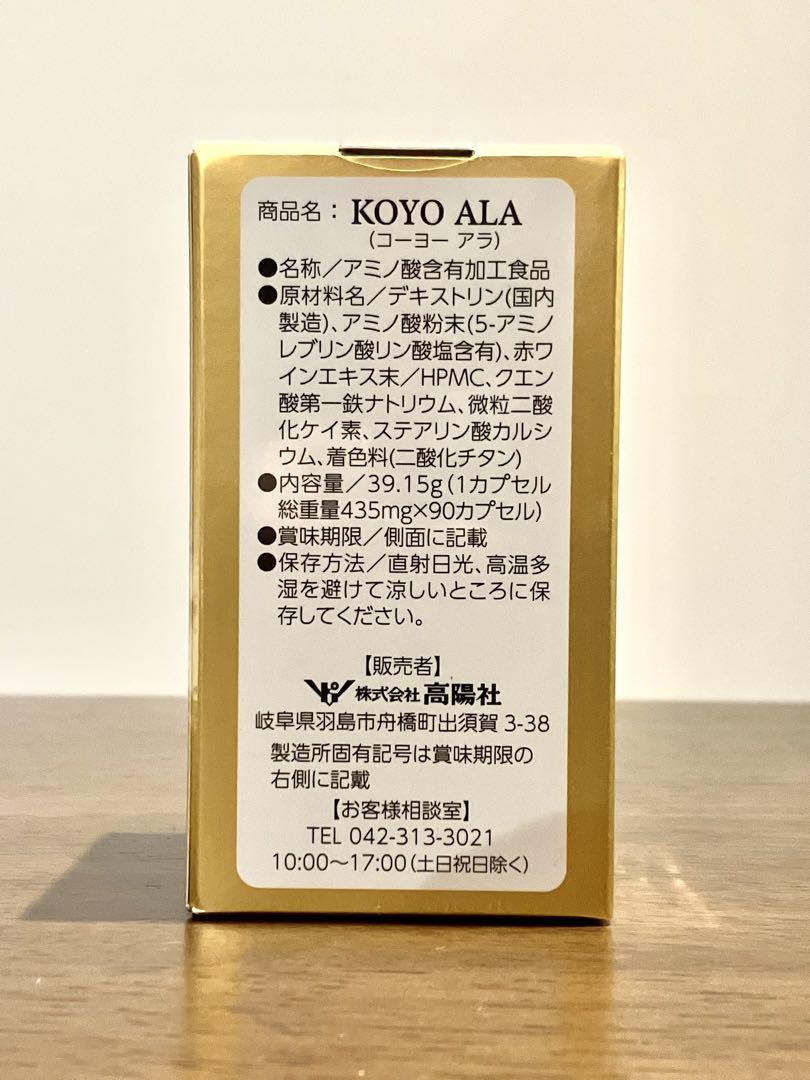 商品名： KOYO ALA
（コーヨー アラ）
●名称／アミノ酸含有加工食品
●原材料名／デキストリン(国内
製造)、アミノ酸粉末(5-アミノ
レブリン酸リン酸塩含有)、赤ワ
インエキス末／HPMC、クエン
酸第一鉄ナトリウム、微粒二酸
化ケイ素、ステアリン酸カルシ
ウム、着色料(二酸化チタン)
●内容量／39.15g（1カプセル
総重量435mg×90カプセル）
●賞味期限／側面に記載
●保存方法／直射日光、高温多
湿を避けて涼しいところに保
存してください。
【販売者】
株式会社 高陽社
岐阜県羽島市舟橋町出須賀 3-38
製造所固有記号は賞味期限の
右側に記載
【お客様相談室】
TEL 042-313-3021
10:00～17:00（土日祝日除く）